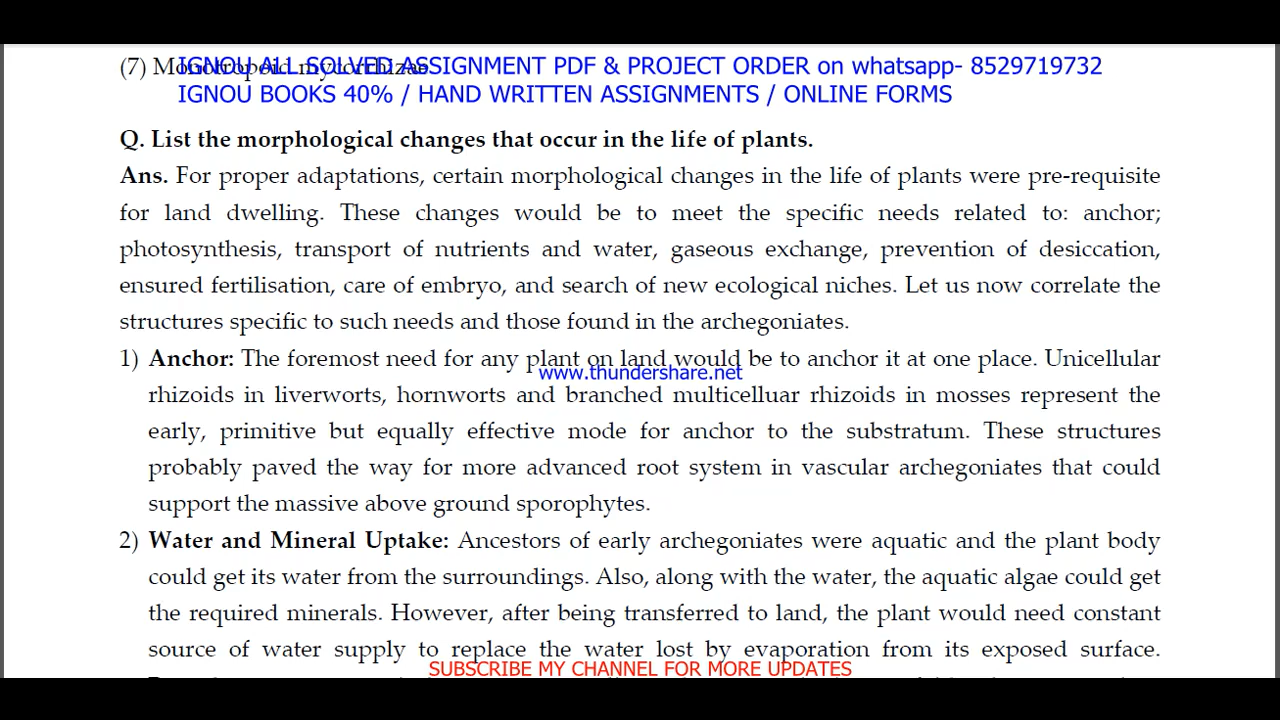 (7) Monotropoid mycorrhizae
IGNOU ALL SOLVED ASSIGNMENT PDF & PROJECT ORDER on whatsapp- 8529719732
IGNOU BOOKS 40% / HAND WRITTEN ASSIGNMENTS / ONLINE FORMS
Q. List the morphological changes that occur in the life of plants.
Ans. For proper adaptations, certain morphological changes in the life of plants were pre-requisite
for land dwelling. These changes would be to meet the specific needs related to: anchor;
photosynthesis, transport of nutrients and water, gaseous exchange, prevention of desiccation,
ensured fertilisation, care of embryo, and search of new ecological niches. Let us now correlate the
structures specific to such needs and those found in the archegoniates.
1) Anchor: The foremost need for any plant on land would be to anchor it at one place. Unicellular
www.thundershare.net
rhizoids in liverworts, hornworts and branched multicelluar rhizoids in mosses represent the
early, primitive but equally effective mode for anchor to the substratum. These structures
probably paved the way for more advanced root system in vascular archegoniates that could
support the massive above ground sporophytes.
2) Water and Mineral Uptake: Ancestors of early archegoniates were aquatic and the plant body
could get its water from the surroundings. Also, along with the water, the aquatic algae could get
the required minerals. However, after being transferred to land, the plant would need constant
source of water supply to replace the water lost by evaporation from its exposed surface.
SUBSCRIBE MY CHANNEL FOR MORE UPDATES